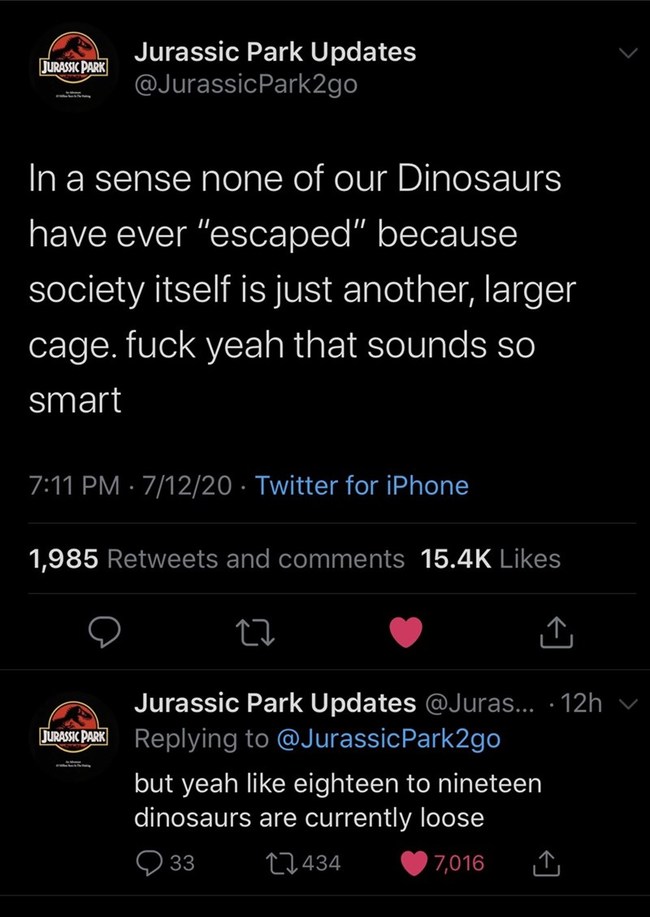 JURASSIC PARK
Jurassic Park Updates
@JurassicPark2go
In a sense none of our Dinosaurs
have ever “escaped” because
society itself is just another, larger
cage. fuck yeah that sounds so
smart
7:11 PM · 7/12/20 · Twitter for iPhone
1,985 Retweets and comments 15.4K Likes
JURASSIC PARK
Jurassic Park Updates @Juras... · 12h
Replying to @JurassicPark2go
but yeah like eighteen to nineteen
dinosaurs are currently loose
33 434 7,016